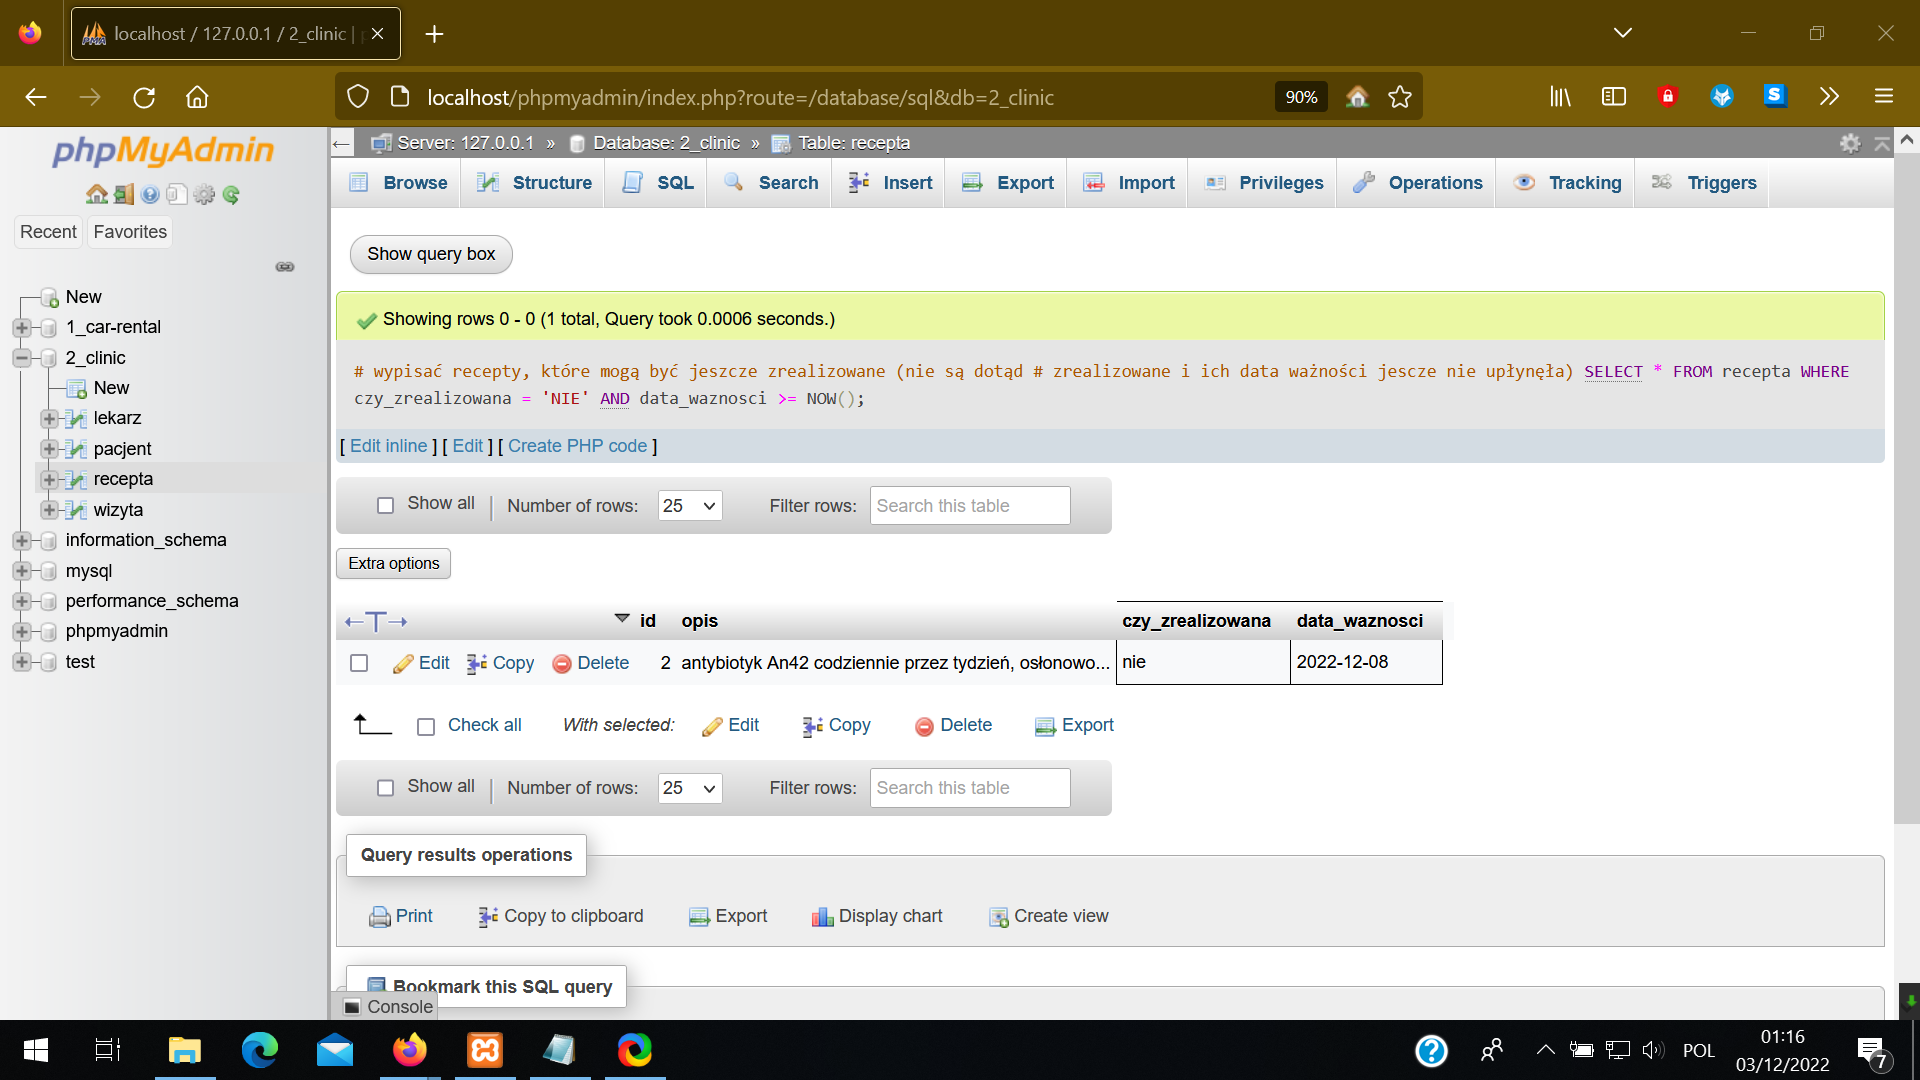 localhost / 127.0.0.1 / 2_clinic |
localhost/phpmyadmin/index.php?route=/database/sql&db=2_clinic
90%
S
phpMyAdmin
Recent
Favorites
New
1_car-rental
2_clinic
New
lekarz
pacjent
recepta
wizyta
information_schema
mysql
performance_schema
phpmyadmin
test
Server: 127.0.0.1 » Database: 2_clinic » Table: recepta
Browse Structure SQL Search Insert Export Import Privileges Operations Tracking Triggers
Show query box
Showing rows 0 - 0 (1 total, Query took 0.0006 seconds.)
# wypisać recepty, które mogą być jeszcze zrealizowane (nie są dotąd # zrealizowane i ich data ważności jescze nie upłynęła) SELECT * FROM recepta WHERE
czy_zrealizowana = 'NIE' AND data_waznosci >= NOW();
[ Edit inline ] [ Edit ] [ Create PHP code ]
Show all | Number of rows: 25 Filter rows: Search this table
Extra options
id opis czy_zrealizowana data_waznosci
Edit Copy Delete 2 antybiotyk An42 codziennie przez tydzień, osłonowo... nie 2022-12-08
Check all With selected: Edit Copy Delete Export
Show all | Number of rows: 25 Filter rows: Search this table
Query results operations
Print Copy to clipboard Export Display chart Create view
Bookmark this SQL query
Console
POL
01:16
03/12/2022
7